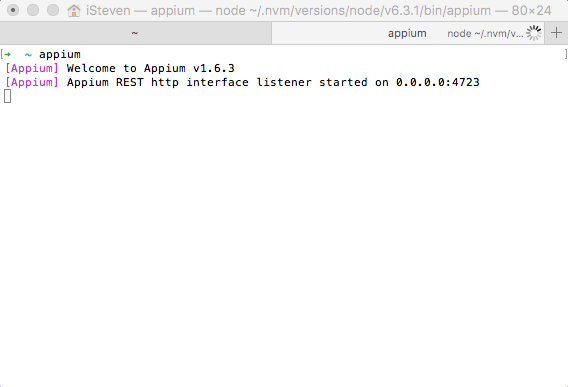 iSteven — appium — node ~/.nvm/versions/node/v6.3.1/bin/appium — 80×24
~
appium node ~/.nvm/v...
[➜ ~ appium ]
[Appium] Welcome to Appium v1.6.3
[Appium] Appium REST http interface listener started on 0.0.0.0:4723